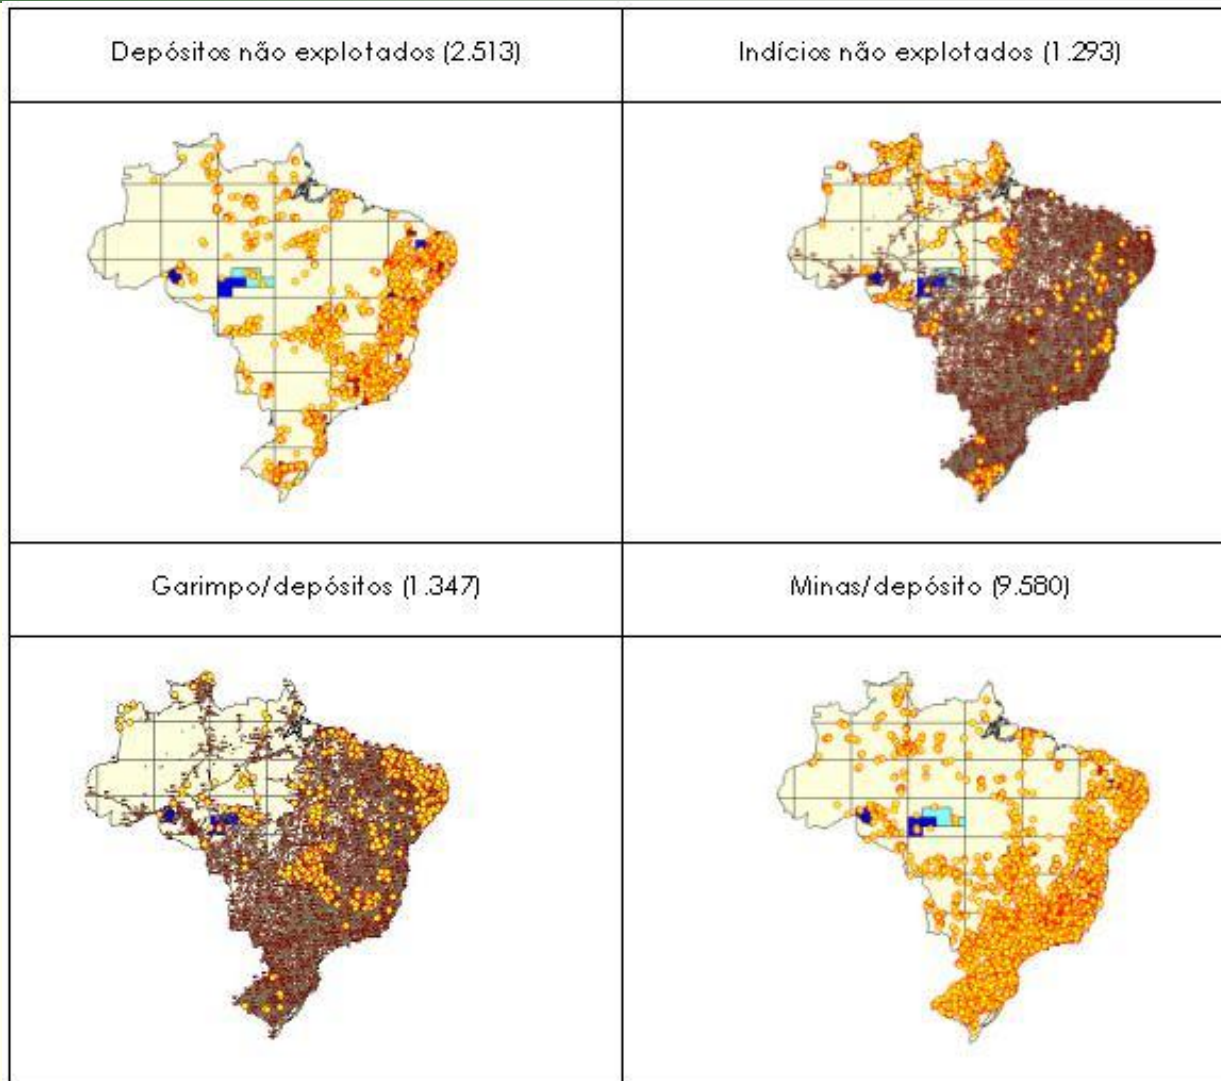 Depósitos não explotados (2.513)
Indícios não explotados (1.293)
Garimpo/depósitos (1.347)
Minas/depósito (9.580)